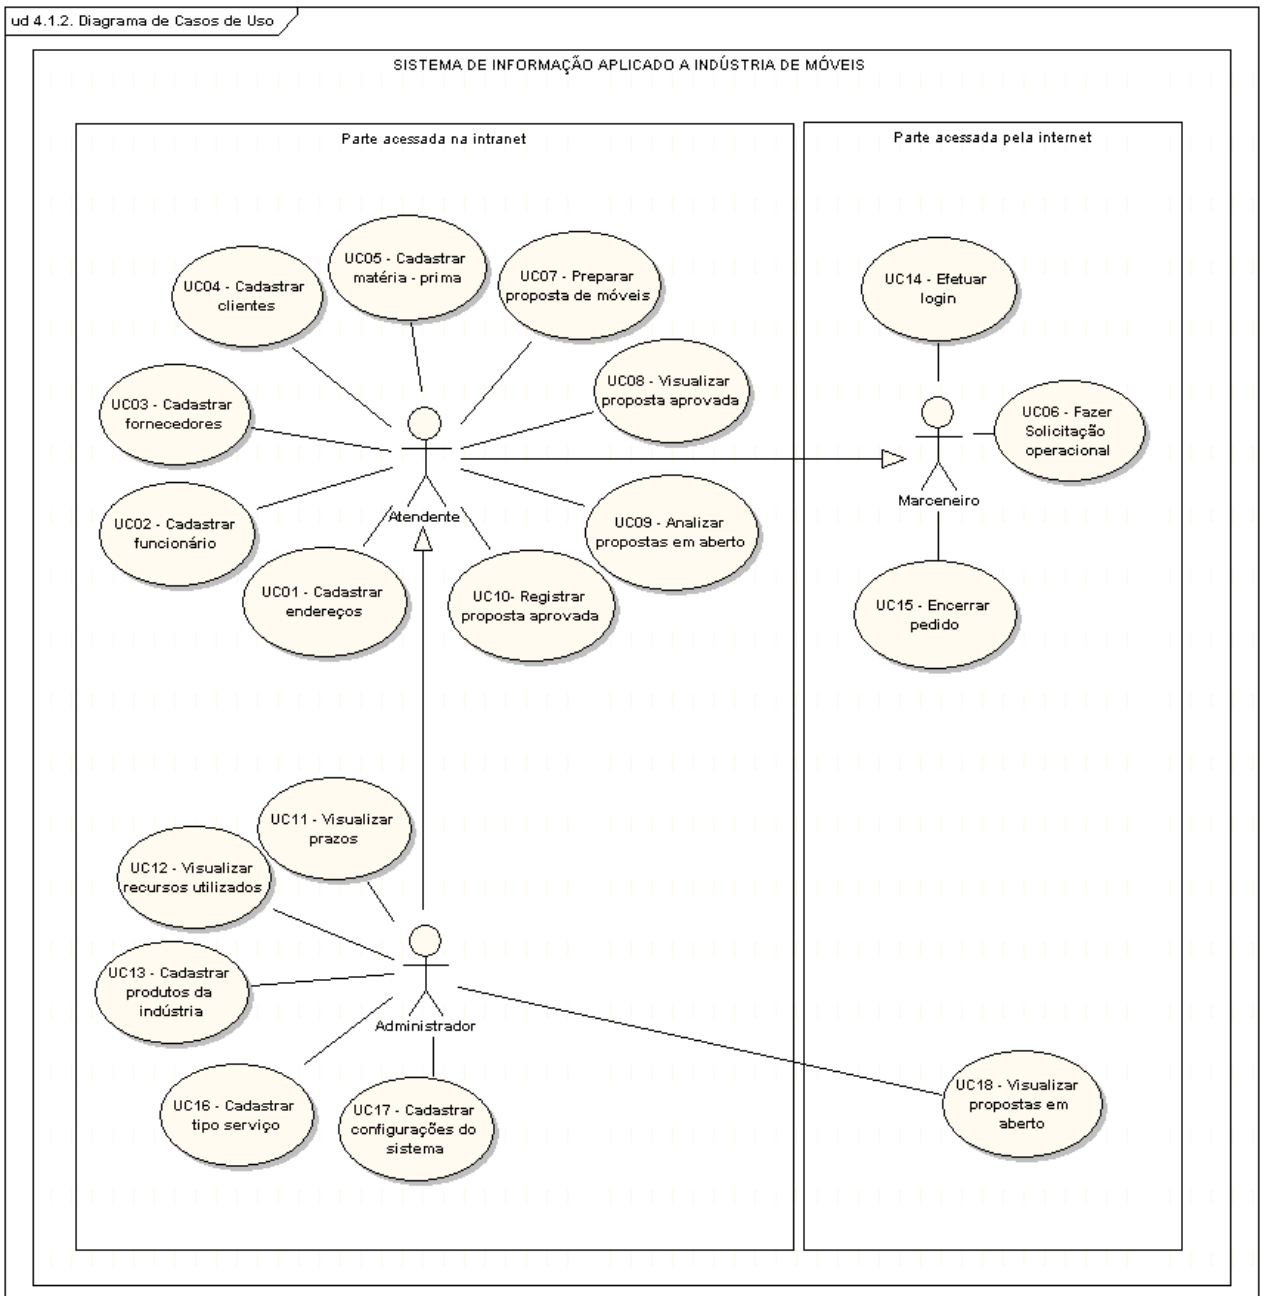 ud 4.1.2. Diagrama de Casos de Uso
SISTEMA DE INFORMAÇÃO APLICADO A INDÚSTRIA DE MÓVEIS
Parte acessada na intranet
Parte acessada pela internet
UC05 - Cadastrar
matéria - prima
UC04 - Cadastrar
clientes
UC07 - Preparar
proposta de móveis
UC14 - Efetuar
login
UC08 - Visualizar
proposta aprovada
UC03 - Cadastrar
fornecedores
UC06 - Fazer
Solicitação
operacional
Marceneiro
Atendente
UC02 - Cadastrar
funcionário
UC09 - Analizar
propostas em aberto
UC01 - Cadastrar
endereços
UC10- Registrar
proposta aprovada
UC15 - Encerrar
pedido
UC11 - Visualizar
prazos
UC12 - Visualizar
recursos utilizados
UC13 - Cadastrar
produtos da
indústria
Administrador
UC16 - Cadastrar
tipo serviço
UC17 - Cadastrar
configurações do
sistema
UC18 - Visualizar
propostas em
aberto